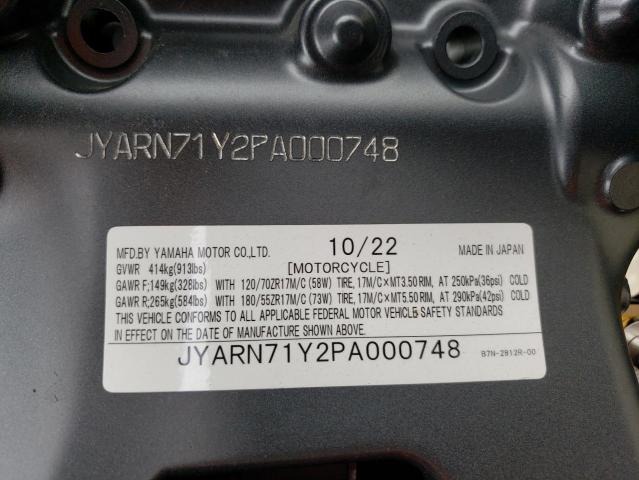 JYARN71Y2PA000748
MFD.BY YAMAHA MOTOR CO.,LTD. 10/22 MADE IN JAPAN
GVWR 414kg(913lbs) [MOTORCYCLE]
GAWR F;149kg(328lbs) WITH 120/70ZR17M/C(58W) TIRE, 17M/C×MT3.50 RIM, AT 250kPa(36psi) COLD
GAWR R;265kg(584lbs) WITH 180/55ZR17M/C(73W) TIRE, 17M/C×MT5.50 RIM, AT 290kPa(42psi) COLD
THIS VEHICLE CONFORMS TO ALL APPLICABLE FEDERAL MOTOR VEHICLE SAFETY STANDARDS
IN EFFECT ON THE DATE OF MANUFACTURE SHOWN ABOVE.
JYARN71Y2PA000748 B7N-2812R-00